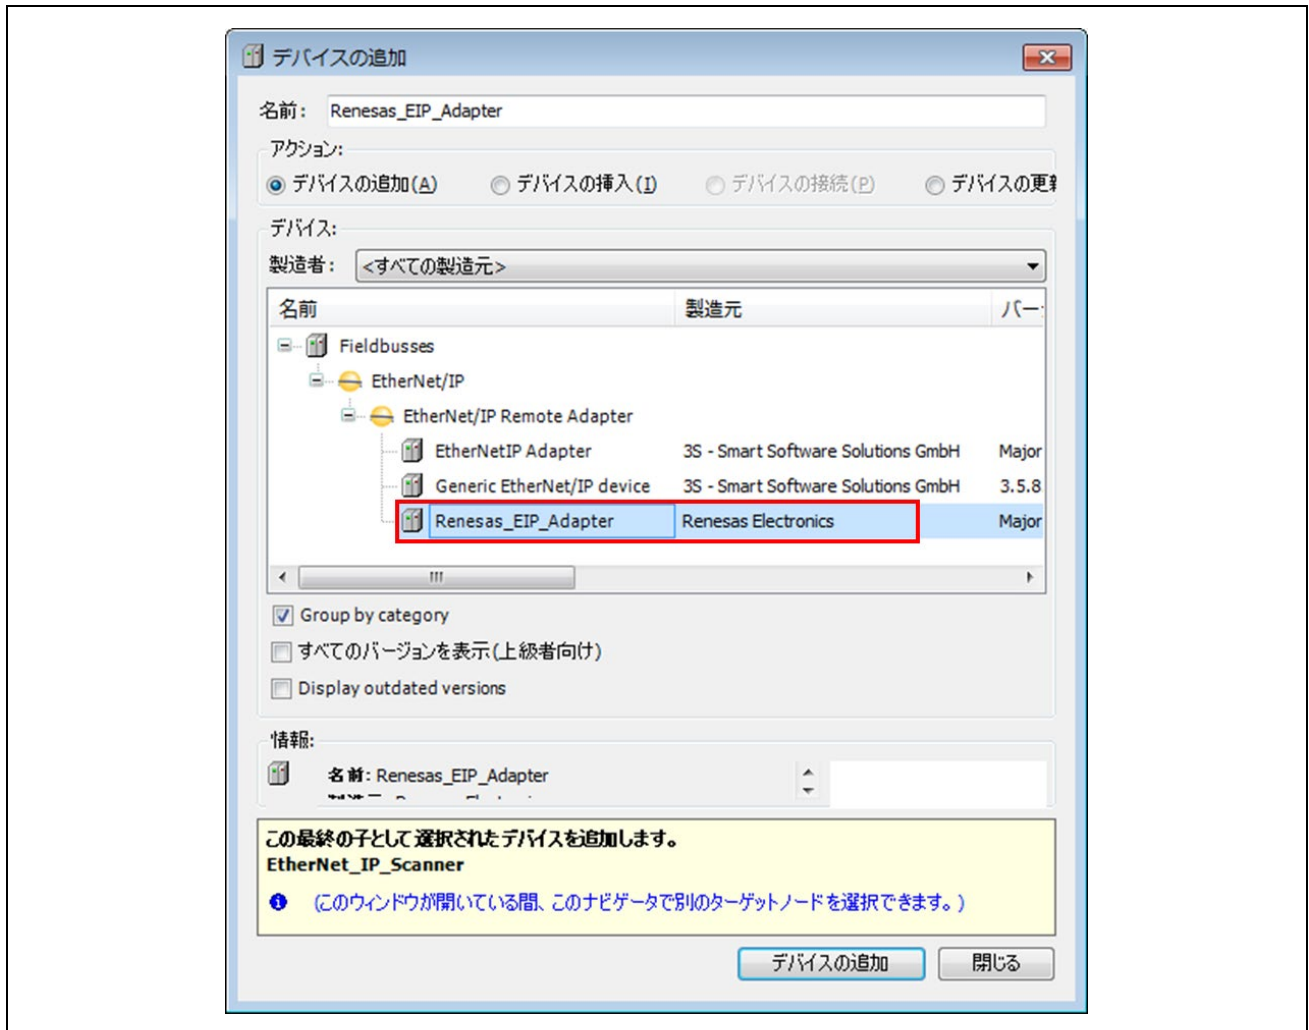 デバイスの追加
名前: Renesas_EIP_Adapter
アクション:
デバイスの追加(A) デバイスの挿入(I) デバイスの接続(P) デバイスの更新
デバイス:
製造者: <すべての製造元>
名前 製造元 バー
Fieldbusses
EtherNet/IP
EtherNet/IP Remote Adapter
EtherNetIP Adapter 3S - Smart Software Solutions GmbH Major
Generic EtherNet/IP device 3S - Smart Software Solutions GmbH 3.5.8
Renesas_EIP_Adapter Renesas Electronics Major
Group by category
すべてのバージョンを表示(上級者向け)
Display outdated versions
情報:
名前: Renesas_EIP_Adapter
この最終の子として選択されたデバイスを追加します。
EtherNet_IP_Scanner
(このウィンドウが開いている間、このナビゲータで別のターゲットノードを選択できます。)
デバイスの追加 閉じる